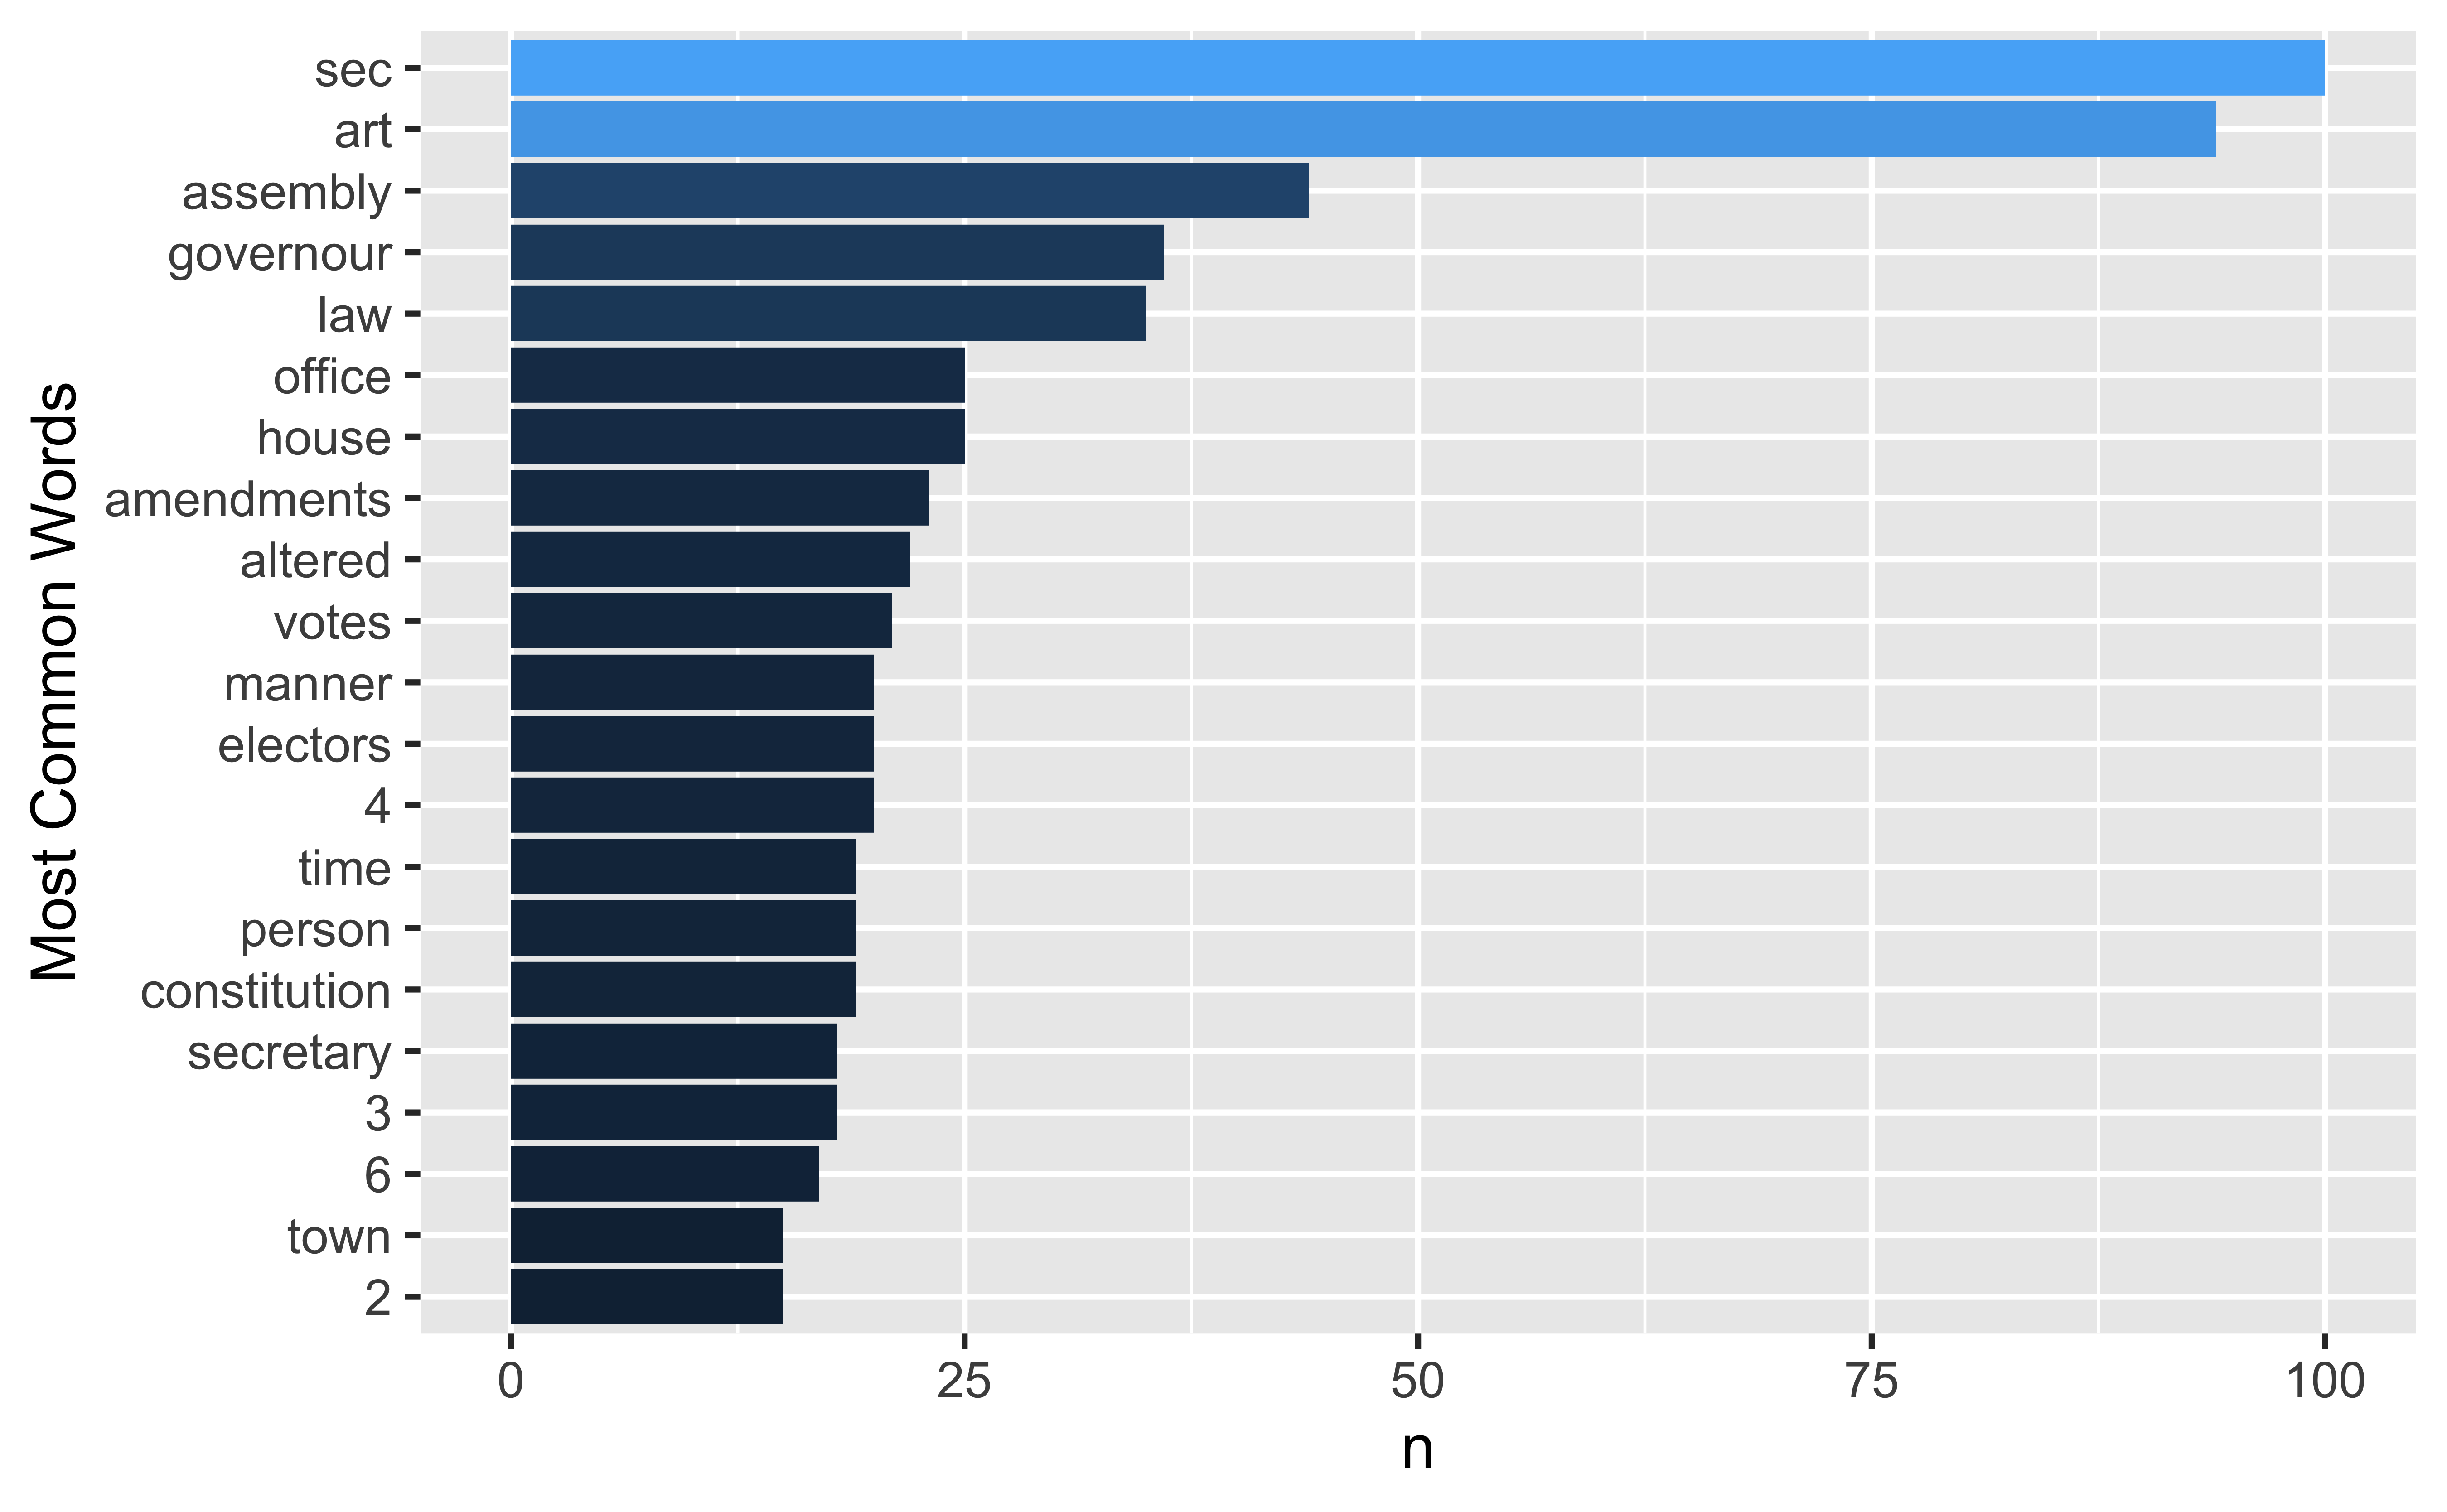 Most Common Words
sec
art
assembly
governour
law
office
house
amendments
altered
votes
manner
electors
4
time
person
constitution
secretary
3
6
town
2
0 25 50 75 100
n